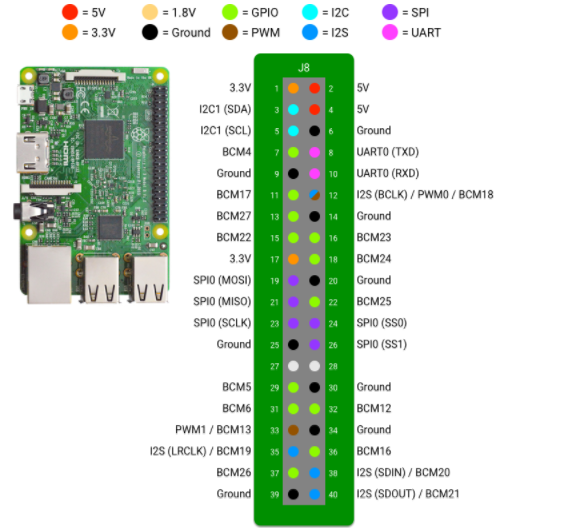 = 5V = 1.8V = GPIO = I2C = SPI
= 3.3V = Ground = PWM = I2S = UART
J8
3.3V 1 2 5V
I2C1 (SDA) 3 4 5V
I2C1 (SCL) 5 6 Ground
BCM4 7 8 UART0 (TXD)
Ground 9 10 UART0 (RXD)
BCM17 11 12 I2S (BCLK) / PWM0 / BCM18
BCM27 13 14 Ground
BCM22 15 16 BCM23
3.3V 17 18 BCM24
SPI0 (MOSI) 19 20 Ground
SPI0 (MISO) 21 22 BCM25
SPI0 (SCLK) 23 24 SPI0 (SS0)
Ground 25 26 SPI0 (SS1)
27 28
BCM5 29 30 Ground
BCM6 31 32 BCM12
PWM1 / BCM13 33 34 Ground
I2S (LRCLK) / BCM19 35 36 BCM16
BCM26 37 38 I2S (SDIN) / BCM20
Ground 39 40 I2S (SDOUT) / BCM21
HDMI